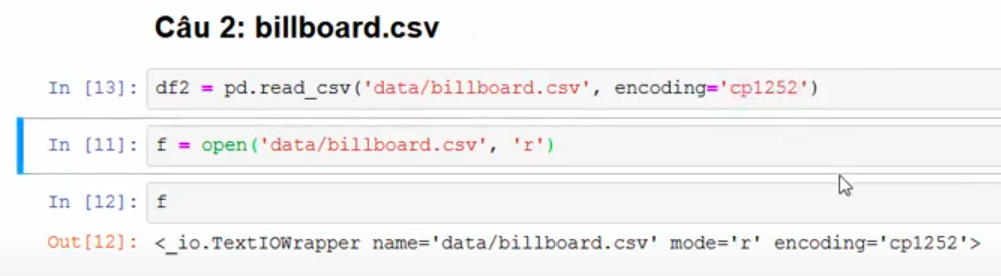 Câu 2: billboard.csv
In [13]: df2 = pd.read_csv('data/billboard.csv', encoding='cp1252')
In [11]: f = open('data/billboard.csv', 'r')
In [12]: f
Out[12]: <_io.TextIOWrapper name='data/billboard.csv' mode='r' encoding='cp1252'>